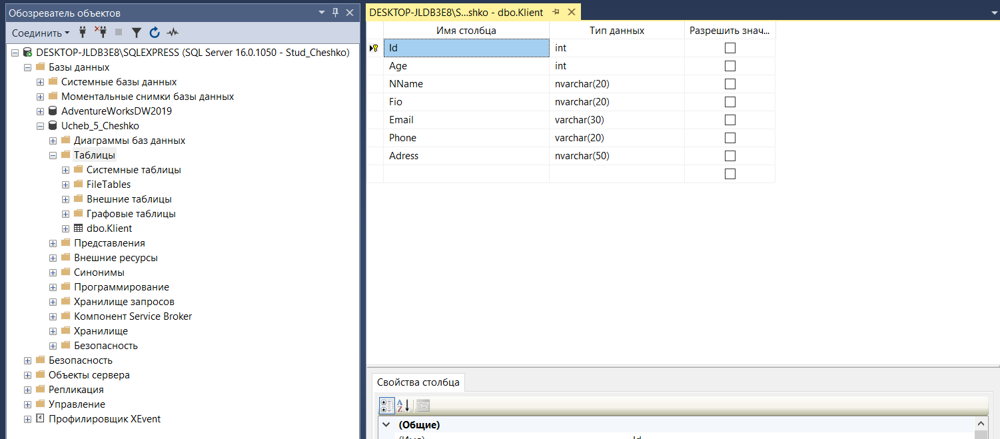 Обозреватель объектов
Соединить
DESKTOP-JLDB3E8\SQLEXPRESS (SQL Server 16.0.1050 - Stud_Cheshko)
Базы данных
Системные базы данных
Моментальные снимки базы данных
AdventureWorksDW2019
Ucheb_5_Cheshko
Диаграммы баз данных
Таблицы
Системные таблицы
FileTables
Внешние таблицы
Графовые таблицы
dbo.Klient
Представления
Внешние ресурсы
Синонимы
Программирование
Хранилище запросов
Компонент Service Broker
Хранилище
Безопасность
Безопасность
Объекты сервера
Репликация
Управление
Профилировщик XEvent
DESKTOP-JLDB3E8\S...shko - dbo.Klient
Имя столбца Тип данных Разрешить знач...
Id int
Age int
NName nvarchar(20)
Fio nvarchar(20)
Email varchar(30)
Phone varchar(20)
Adress nvarchar(50)
Свойства столбца
(Общие)
(Имя) Id